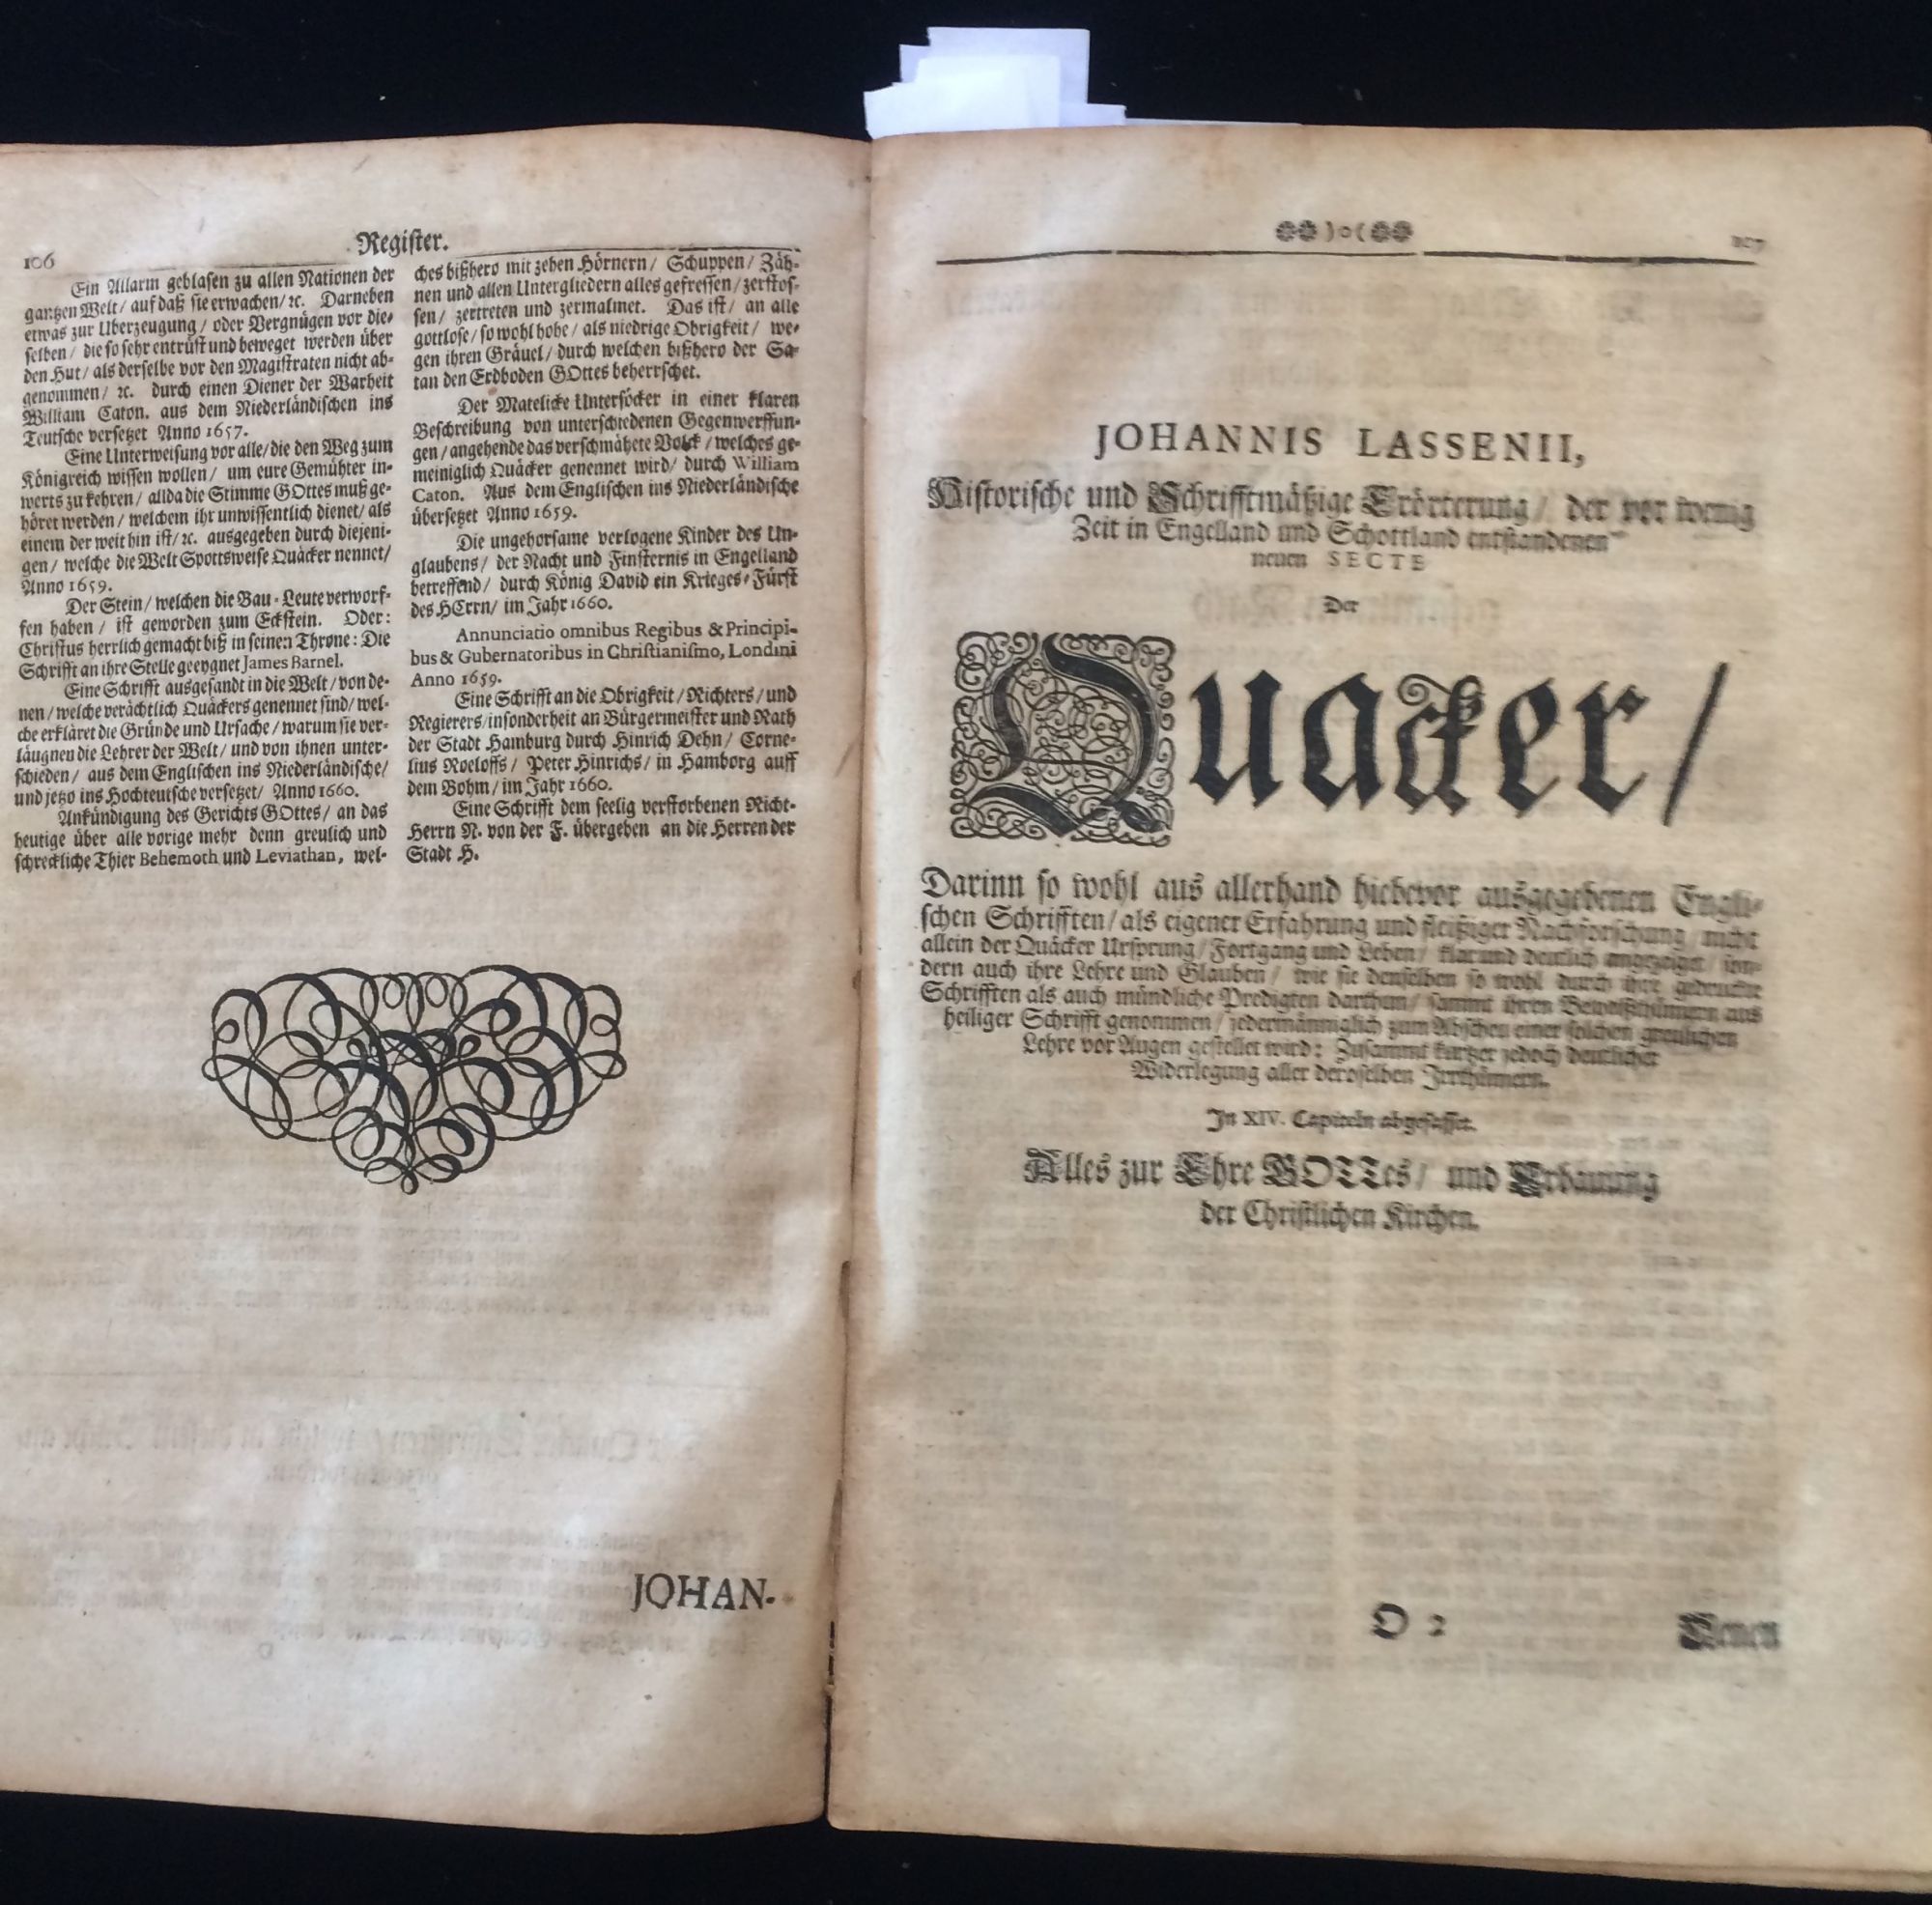 106
Register.
Ein Allarm geblasen zu allen Nationen der
gantzen Welt / auf daß sie erwachen / ꝛc. Darneben
etwas zur Uberzeugung / oder Vergnügen vor die-
selben / die so sehr entrüst und beweget werden über
den Hut / als derselbe vor den Magistraten nicht ab-
genommen / ꝛc. durch einen Diener der Warheit
William Caton. aus dem Niederländischen ins
Teutsche versetzet Anno 1657.
Eine Unterweisung vor alle / die den Weg zum
Königreich wissen wollen / um eure Gemühter in-
werts zu kehren / allda die Stimme GOttes muß ge-
höret werden / welchem ihr unwissentlich dienet / als
einem der weit hin ist / ꝛc. ausgegeben durch diejeni-
gen / welche die Welt Spottsweise Quäcker nennet /
Anno 1659.
Der Stein / welchen die Bau-Leute verworf-
fen haben / ist geworden zum Eckstein. Oder:
Christus herrlich gemacht biß in seinen Throne: Die
Schrifft an ihre Stelle geeygnet James Barnel.
Eine Schrifft ausgesandt in die Welt / von de-
nen / welche verächtlich Quäckers genennet sind / wel-
che erkläret die Gründe und Ursache / warum sie ver-
läugnen die Lehrer der Welt / und von ihnen unter-
schieden / aus dem Englischen ins Niederländische /
und jetzo ins Hochteutsche versetzet / Anno 1660.
Ankündigung des Gerichts GOttes / an das
heutige über alle vorige mehr denn greulich und
schreckliche Thier Behemoth und Leviathan, wel-
ches bißhero mit zehen Hörnern / Schuppen / Zäh-
nen und allen Untergliedern alles gefressen / zerstos-
sen / zertreten und zermalmet. Das ist / an alle
gottlose / so wohl hohe / als niedrige Obrigkeit / we-
gen ihren Gräuel / durch welchen bißhero der Sa-
tan den Erdboden GOttes beherrschet.
Der Matelicke Untersöcker in einer klaren
Beschreibung von unterschiedenen Gegenwerffun-
gen / angehende das verschmähete Volck / welches ge-
meiniglich Quäcker genennet wird / durch William
Caton. Aus dem Englischen ins Niederländische
übersetzet Anno 1659.
Die ungehorsame verlogene Kinder des Un-
glaubens / der Nacht und Finsternis in Engelland
betreffend / durch König David ein Krieges-Fürst
des HErrn / im Jahr 1660.
Annunciatio omnibus Regibus & Principi-
bus & Gubernatoribus in Christianismo, Londini
Anno 1659.
Eine Schrifft an die Obrigkeit / Richters / und
Regierers / insonderheit an Bürgermeister und Rath
der Stadt Hamburg durch Hinrich Dehn / Corne-
lius Roeloffs / Peter Hinrichs / in Hamborg auff
dem Bohm / im Jahr 1660.
Eine Schrifft dem seelig verstorbenen Richt-
Herrn N. von der F. übergeben an die Herren der
Stadt H.
JOHAN-
)o(
107
JOHANNIS LASSENII,
Historische und Schrifftmäßige Erörterung / der vor wenig
Zeit in Engelland und Schottland entstandenen
neuen SECTE
Der
Quacker /
Darinn so wohl aus allerhand hiebevor ausgegebenen Engli-
schen Schrifften / als eigener Erfahrung und fleißiger Nachforschung / nicht
allein der Quäcker Ursprung / Fortgang und Leben / klar und deutlich angezeiget / son-
dern auch ihre Lehre und Glauben / wie sie denselben so wohl durch ihre gedruckte
Schrifften als auch mündliche Predigten darthun / sammt ihren Beweißthümern aus
heiliger Schrifft genommen / jedermänniglich zum Abscheu einer solchen greulichen
Lehre vor Augen gestellet wird: Zusammt kurtzer jedoch deutlicher
Widerlegung aller deroselben Irrthümern.
In XIV. Capiteln abgefasset.
Alles zur Ehre GOTTes / und Erbauung
der Christlichen Kirchen.
O 2